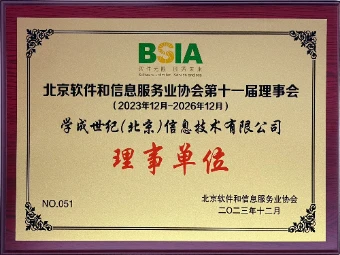 BSIA
北京软件和信息服务业协会第十一届理事会
(2023年12月-2026年12月)
学成世纪(北京)信息技术有限公司
理事单位
NO.051
北京软件和信息服务业协会
二〇二三年十二月